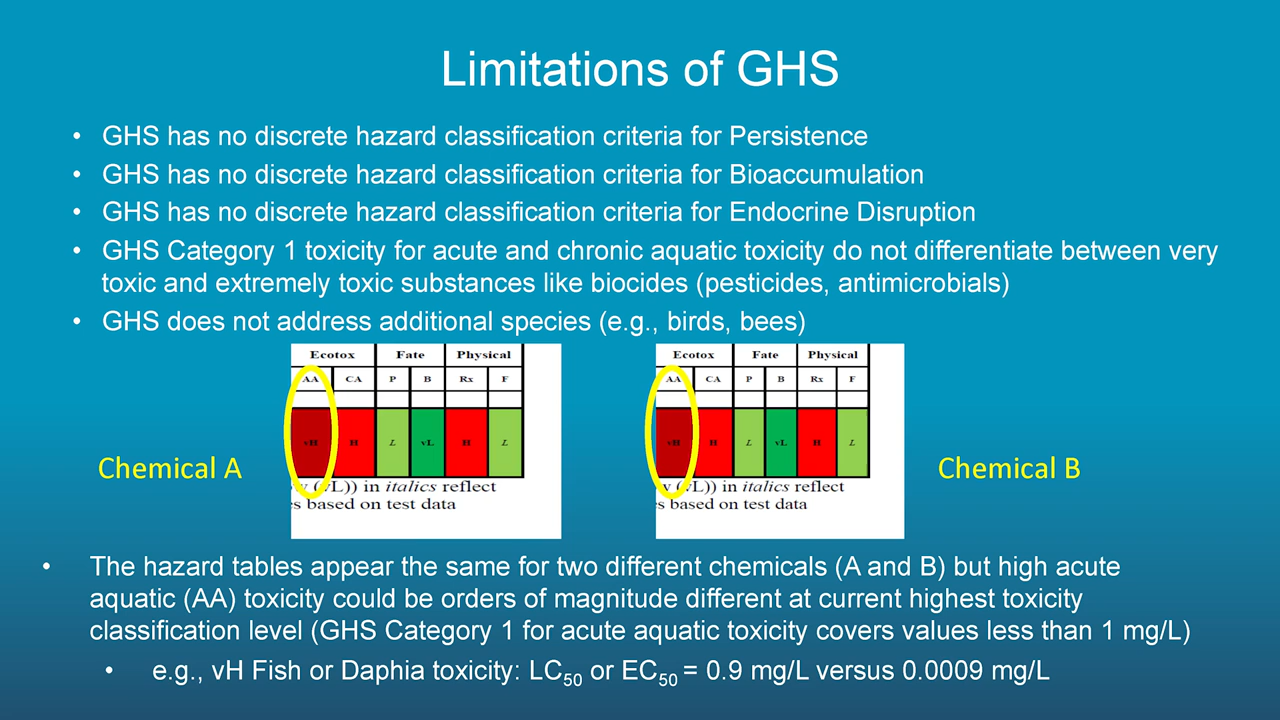 Limitations of GHS
• GHS has no discrete hazard classification criteria for Persistence
• GHS has no discrete hazard classification criteria for Bioaccumulation
• GHS has no discrete hazard classification criteria for Endocrine Disruption
• GHS Category 1 toxicity for acute and chronic aquatic toxicity do not differentiate between very
toxic and extremely toxic substances like biocides (pesticides, antimicrobials)
• GHS does not address additional species (e.g., birds, bees)
Ecotox Fate Physical
AA CA P B Rx F
vH H L vL H L
(vL)) in italics reflect
s based on test data
Chemical A
Ecotox Fate Physical
AA CA P B Rx F
vH H L vL H L
(vL)) in italics reflect
s based on test data
Chemical B
• The hazard tables appear the same for two different chemicals (A and B) but high acute
aquatic (AA) toxicity could be orders of magnitude different at current highest toxicity
classification level (GHS Category 1 for acute aquatic toxicity covers values less than 1 mg/L)
• e.g., vH Fish or Daphia toxicity: LC50 or EC50 = 0.9 mg/L versus 0.0009 mg/L